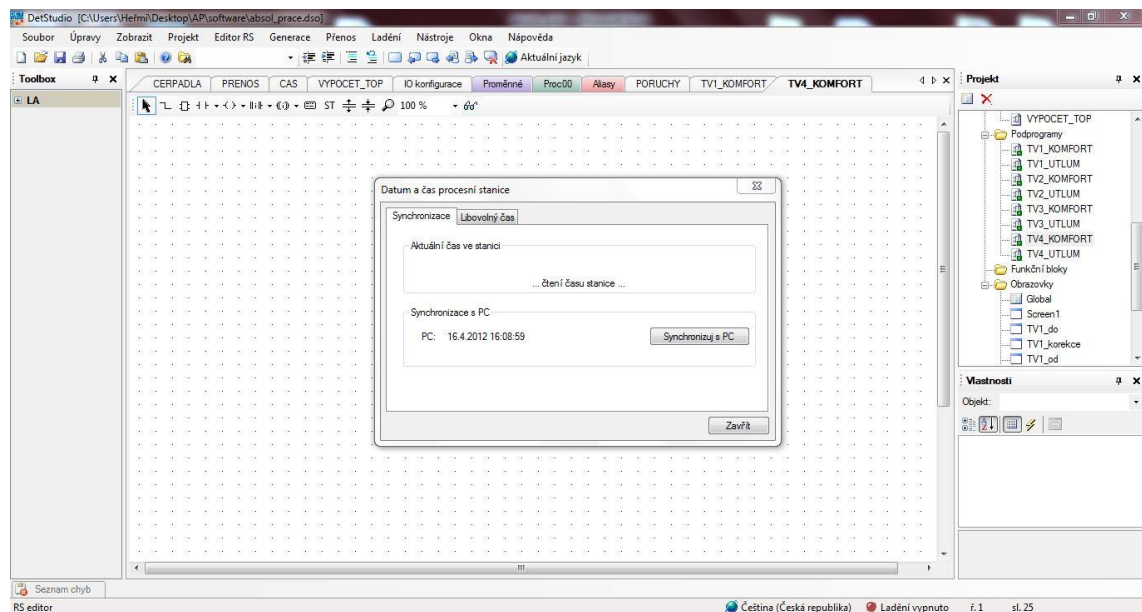 DetStudio [C:\Users\Heřmi\Desktop\AP\software\absol_prace.dso]
Soubor Úpravy Zobrazit Projekt Editor RS Generace Přenos Ladění Nástroje Okna Nápověda
Aktuální jazyk
Toolbox
CERPADLA PRENOS CAS VYPOCET_TOP IO konfigurace Proměnné Proc00 Aliasy PORUCHY TV1_KOMFORT TV4_KOMFORT
Projekt
LA
ST 100 %
VYPOCET_TOP
Podprogramy
TV1_KOMFORT
TV1_UTLUM
TV2_KOMFORT
TV2_UTLUM
TV3_KOMFORT
TV3_UTLUM
TV4_KOMFORT
TV4_UTLUM
Funkční bloky
Obrazovky
Global
Screen1
TV1_do
TV1_korekce
TV1_od
Datum a čas procesní stanice
Synchronizace Libovolný čas
Aktuální čas ve stanici
... čtení času stanice ...
Synchronizace s PC
PC: 16.4.2012 16:08:59 Synchronizuj s PC
Zavřít
Vlastnosti
Objekt:
Seznam chyb
RS editor Čeština (Česká republika) Ladění vypnuto ř. 1 sl. 25